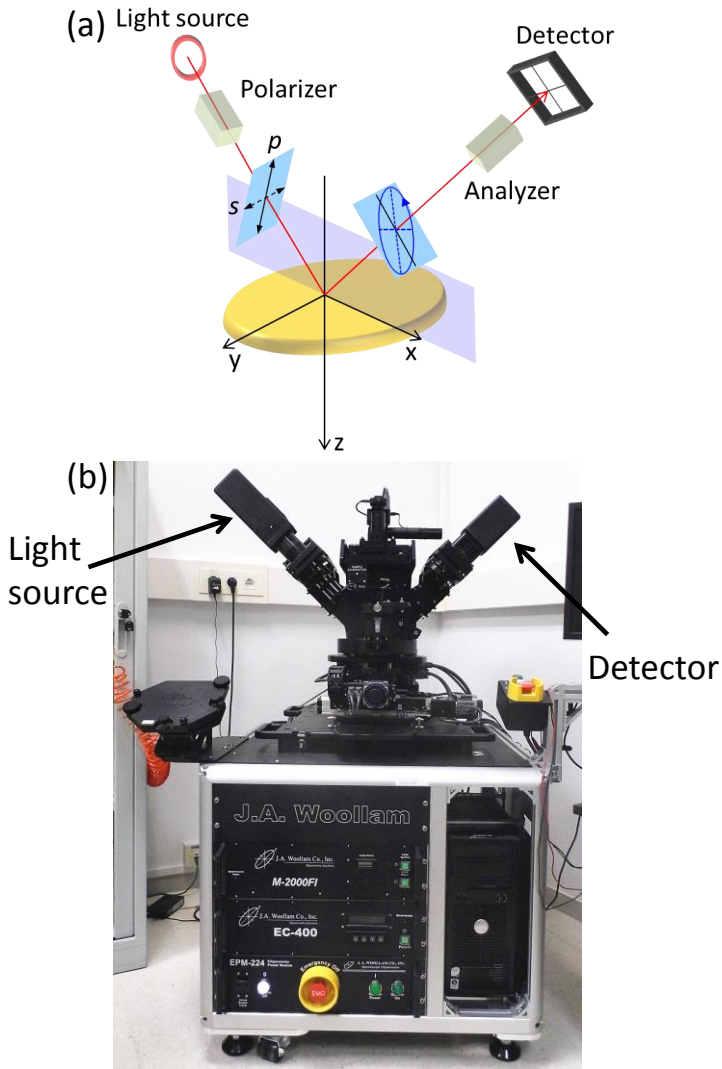 (a)
Light source
Detector
Polarizer
p
s
Analyzer
y
x
z
(b)
Light
source
Detector
J.A. Woollam
J.A. Woollam Co., Inc.
M-2000FI
J.A. Woollam Co., Inc.
EC-400
EPM-224
Emergency Off
J. A. WOOLLAM CO., INC.
EMO